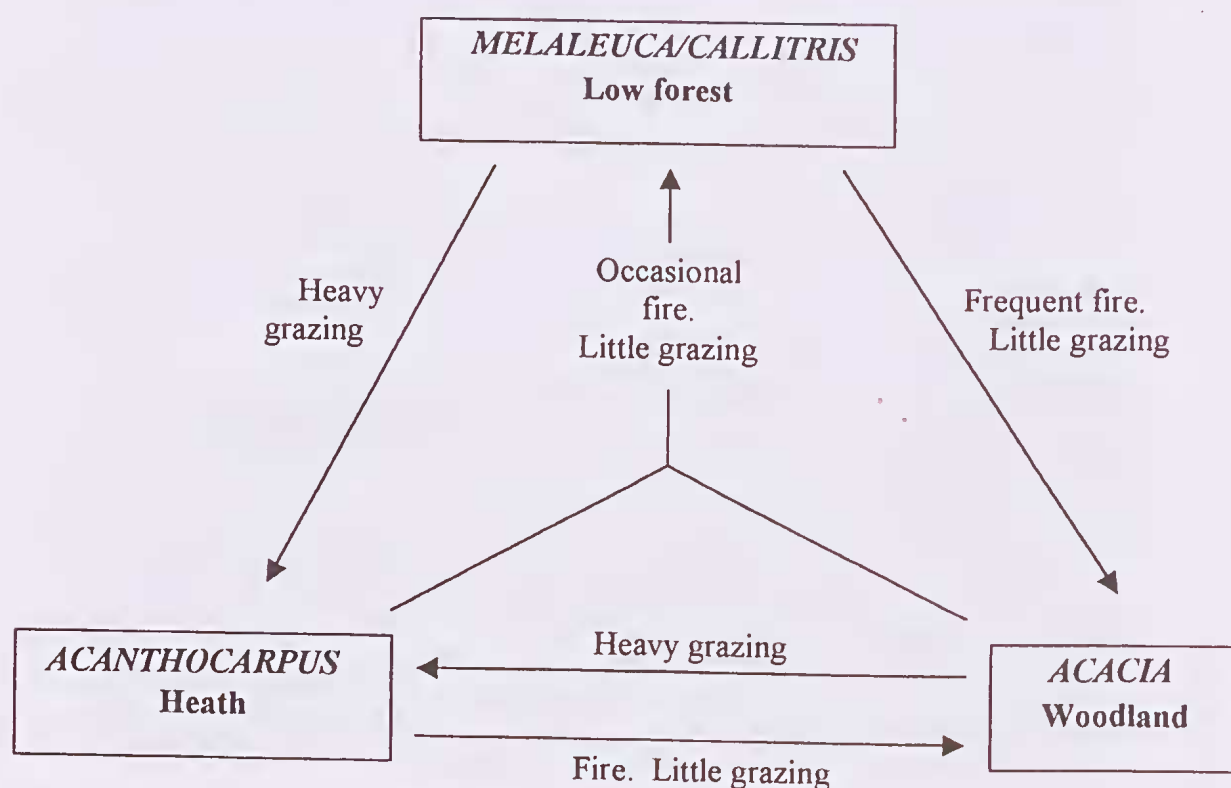 MELALEUCA/CALLITRIS
Low forest
Heavy
grazing
Occasional
fire.
Little grazing
Frequent fire.
Little grazing
ACANTHOCARPUS
Heath
Heavy grazing
ACACIA
Woodland
Fire. Little grazing